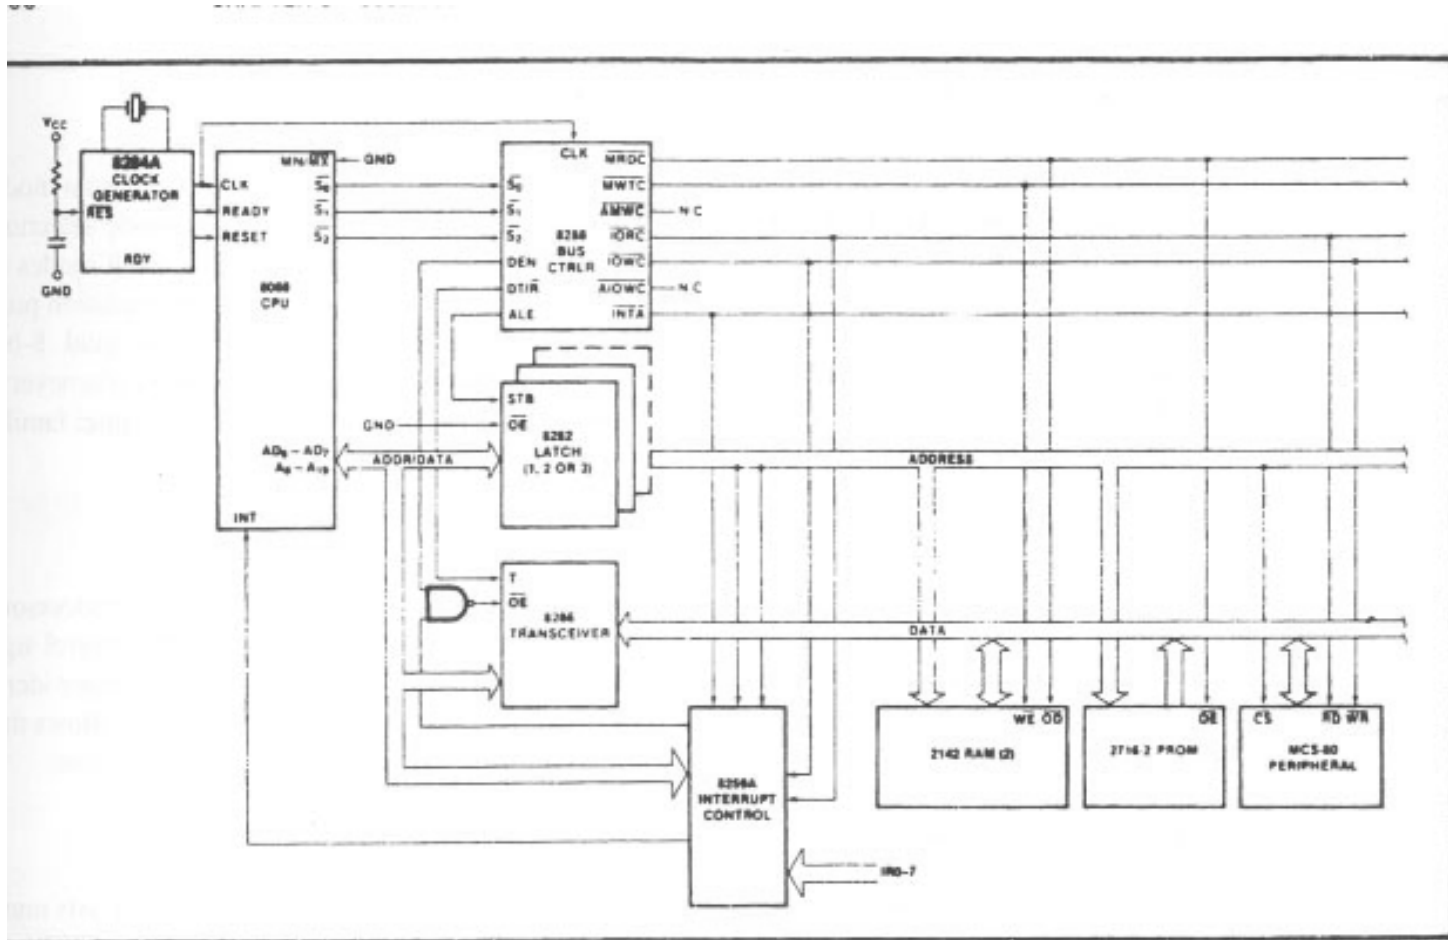 VCC
8284A
CLOCK
GENERATOR
RES
RDY
GND
CLK
READY
RESET
MN/MX
GND
S0
S1
S2
8088
CPU
AD0 – AD7
A8 – A19
INT
CLK
S0
S1
S2
DEN
DT/R
ALE
8288
BUS
CTRLR
MRDC
MWTC
AMWC
N C
IORC
IOWC
AIOWC
N C
INTA
STB
GND
OE
8282
LATCH
(1, 2 OR 3)
ADDR/DATA
ADDRESS
T
OE
8286
TRANSCEIVER
DATA
8259A
INTERRUPT
CONTROL
IR0–7
WE OD
2142 RAM (2)
OE
2716-2 PROM
CS
RD WR
MCS-80
PERIPHERAL